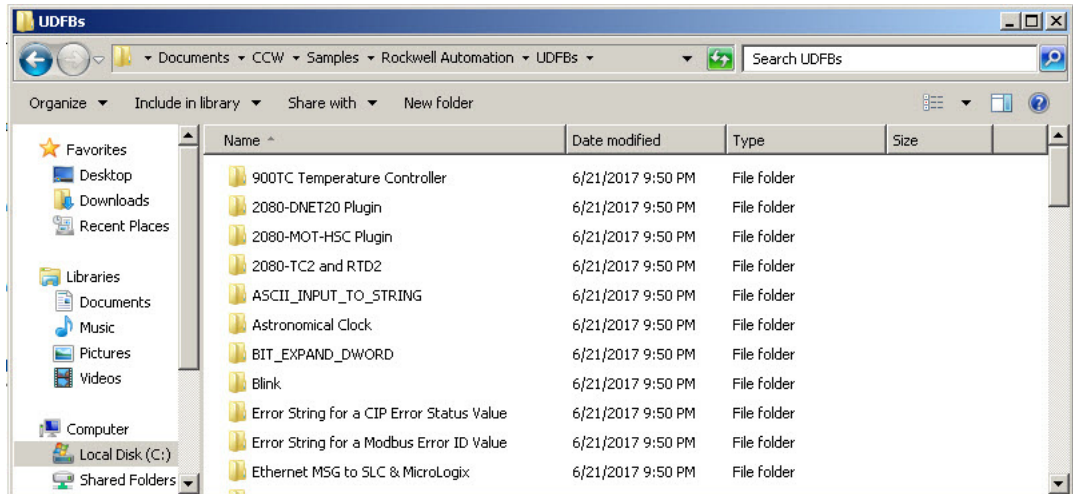 UDFBs
Documents CCW Samples Rockwell Automation UDFBs Search UDFBs
Organize Include in library Share with New folder
Favorites
Desktop
Downloads
Recent Places
Libraries
Documents
Music
Pictures
Videos
Computer
Local Disk (C:)
Shared Folders
Name Date modified Type Size
900TC Temperature Controller 6/21/2017 9:50 PM File folder
2080-DNET20 Plugin 6/21/2017 9:50 PM File folder
2080-MOT-HSC Plugin 6/21/2017 9:50 PM File folder
2080-TC2 and RTD2 6/21/2017 9:50 PM File folder
ASCII_INPUT_TO_STRING 6/21/2017 9:50 PM File folder
Astronomical Clock 6/21/2017 9:50 PM File folder
BIT_EXPAND_DWORD 6/21/2017 9:50 PM File folder
Blink 6/21/2017 9:50 PM File folder
Error String for a CIP Error Status Value 6/21/2017 9:50 PM File folder
Error String for a Modbus Error ID Value 6/21/2017 9:50 PM File folder
Ethernet MSG to SLC & MicroLogix 6/21/2017 9:50 PM File folder